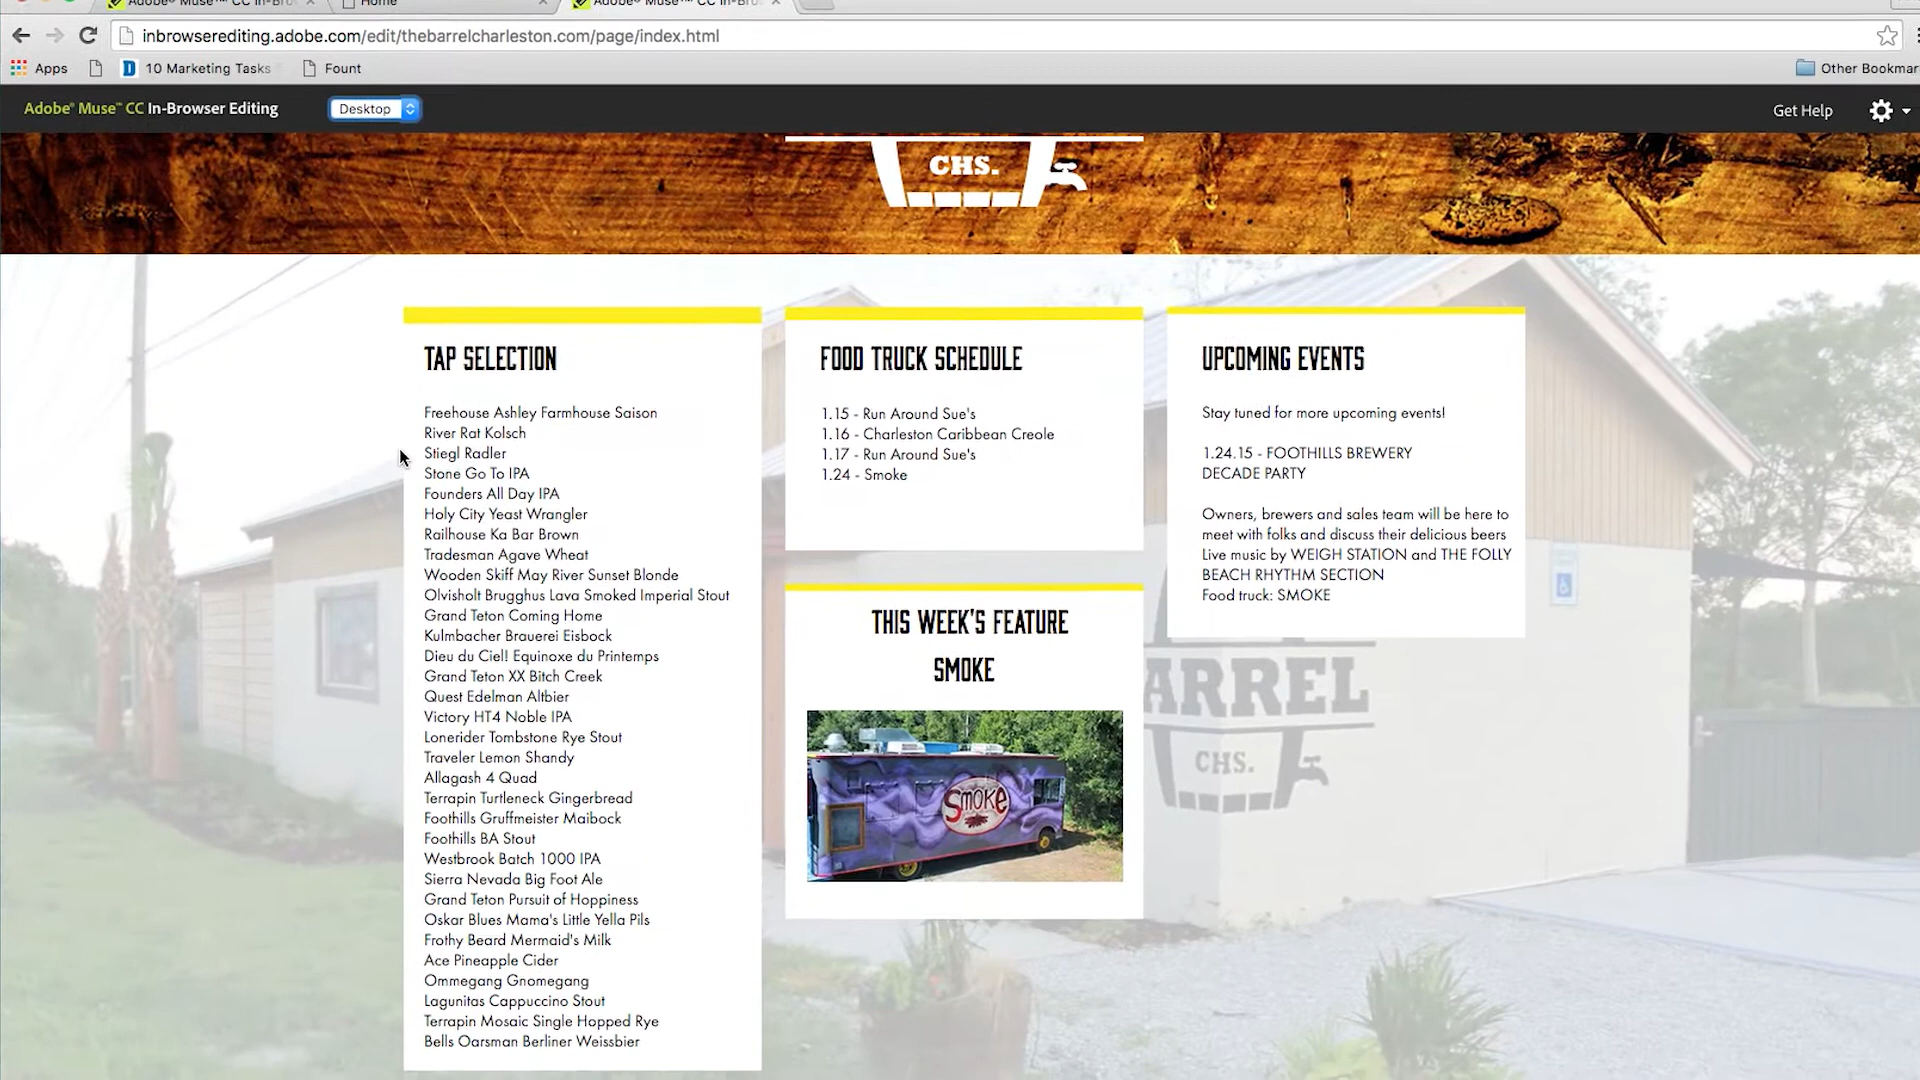 Adobe® Muse™ CC In-Bro
Home
Adobe® Muse™ CC In-Bro
inbrowserediting.adobe.com/edit/thebarrelcharleston.com/page/index.html
Apps
10 Marketing Tasks
Fount
Other Bookmar
Adobe® Muse™ CC In-Browser Editing
Desktop
Get Help
CHS.
TAP SELECTION
Freehouse Ashley Farmhouse Saison
River Rat Kolsch
Stiegl Radler
Stone Go To IPA
Founders All Day IPA
Holy City Yeast Wrangler
Railhouse Ka Bar Brown
Tradesman Agave Wheat
Wooden Skiff May River Sunset Blonde
Olvisholt Brugghus Lava Smoked Imperial Stout
Grand Teton Coming Home
Kulmbacher Brauerei Eisbock
Dieu du Ciel! Equinoxe du Printemps
Grand Teton XX Bitch Creek
Quest Edelman Altbier
Victory HT4 Noble IPA
Lonerider Tombstone Rye Stout
Traveler Lemon Shandy
Allagash 4 Quad
Terrapin Turtleneck Gingerbread
Foothills Gruffmeister Maibock
Foothills BA Stout
Westbrook Batch 1000 IPA
Sierra Nevada Big Foot Ale
Grand Teton Pursuit of Hoppiness
Oskar Blues Mama's Little Yella Pils
Frothy Beard Mermaid's Milk
Ace Pineapple Cider
Ommegang Gnomegang
Lagunitas Cappuccino Stout
Terrapin Mosaic Single Hopped Rye
Bells Oarsman Berliner Weissbier
FOOD TRUCK SCHEDULE
1.15 - Run Around Sue's
1.16 - Charleston Caribbean Creole
1.17 - Run Around Sue's
1.24 - Smoke
THIS WEEK'S FEATURE
SMOKE
SMOKE
UPCOMING EVENTS
Stay tuned for more upcoming events!
1.24.15 - FOOTHILLS BREWERY
DECADE PARTY
Owners, brewers and sales team will be here to
meet with folks and discuss their delicious beers
Live music by WEIGH STATION and THE FOLLY
BEACH RHYTHM SECTION
Food truck: SMOKE
ARREL
CHS.